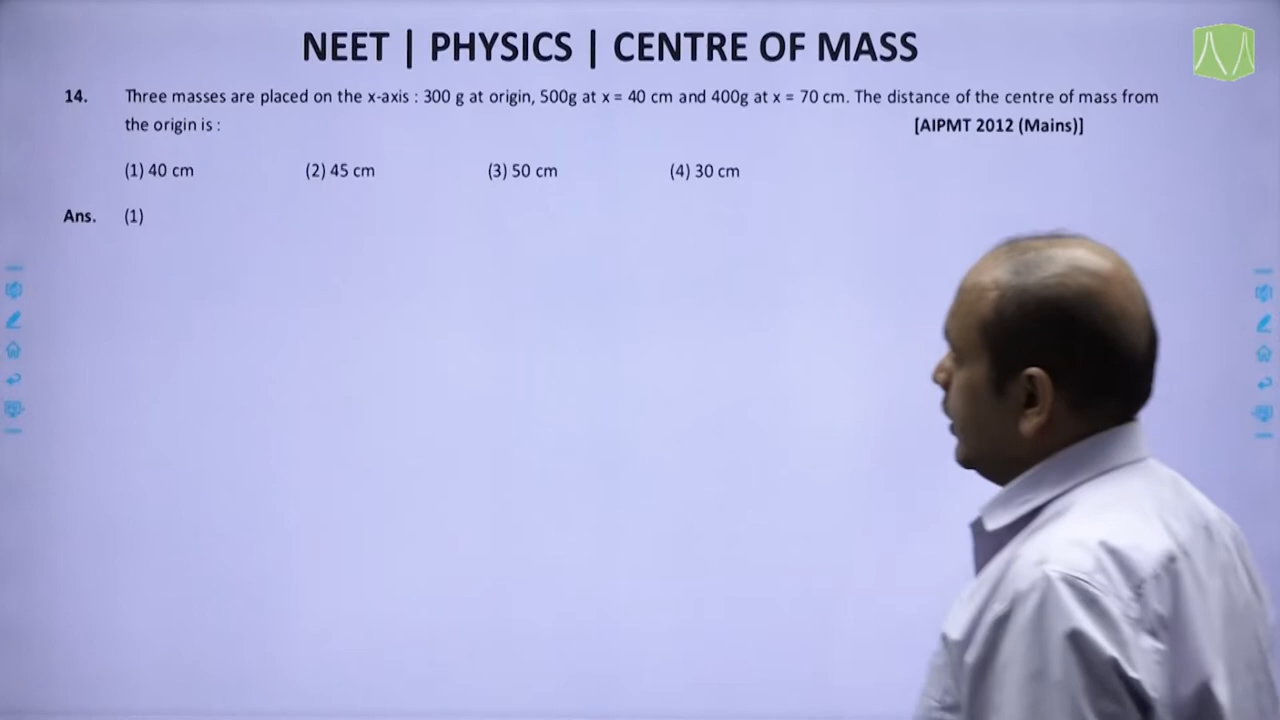 NEET | PHYSICS | CENTRE OF MASS
14. Three masses are placed on the x-axis : 300 g at origin, 500g at x = 40 cm and 400g at x = 70 cm. The distance of the centre of mass from
the origin is : [AIPMT 2012 (Mains)]
(1) 40 cm (2) 45 cm (3) 50 cm (4) 30 cm
Ans. (1)